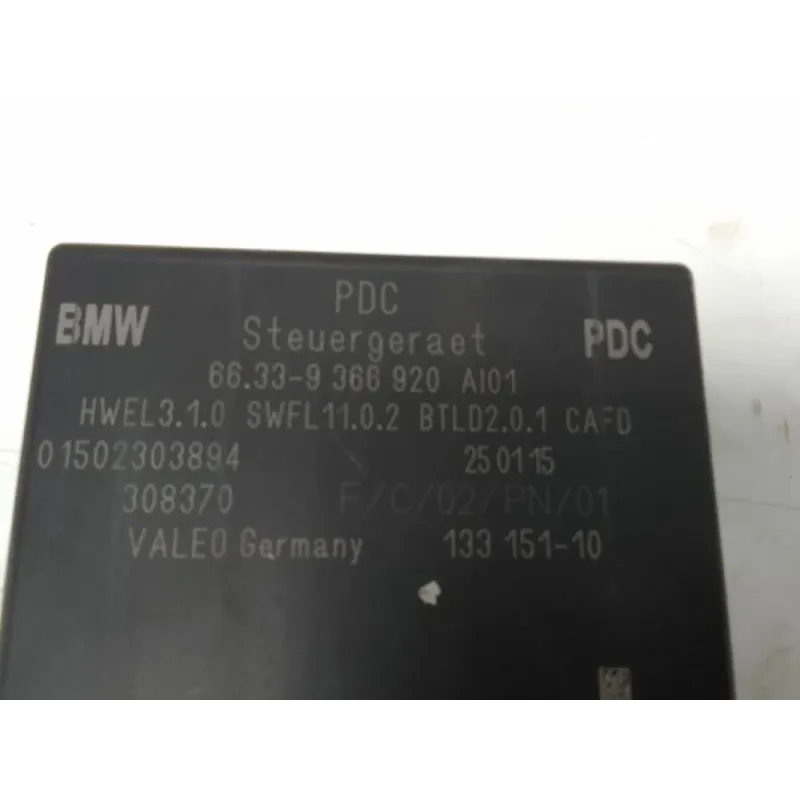 PDC
BMW Steuergeraet PDC
66.33-9 366 920 AI01
HWEL3.1.0 SWFL11.0.2 BTLD2.0.1 CAFD
01502303894 250115
308370 F/C/02/PN/01
VALEO Germany 133 151-10